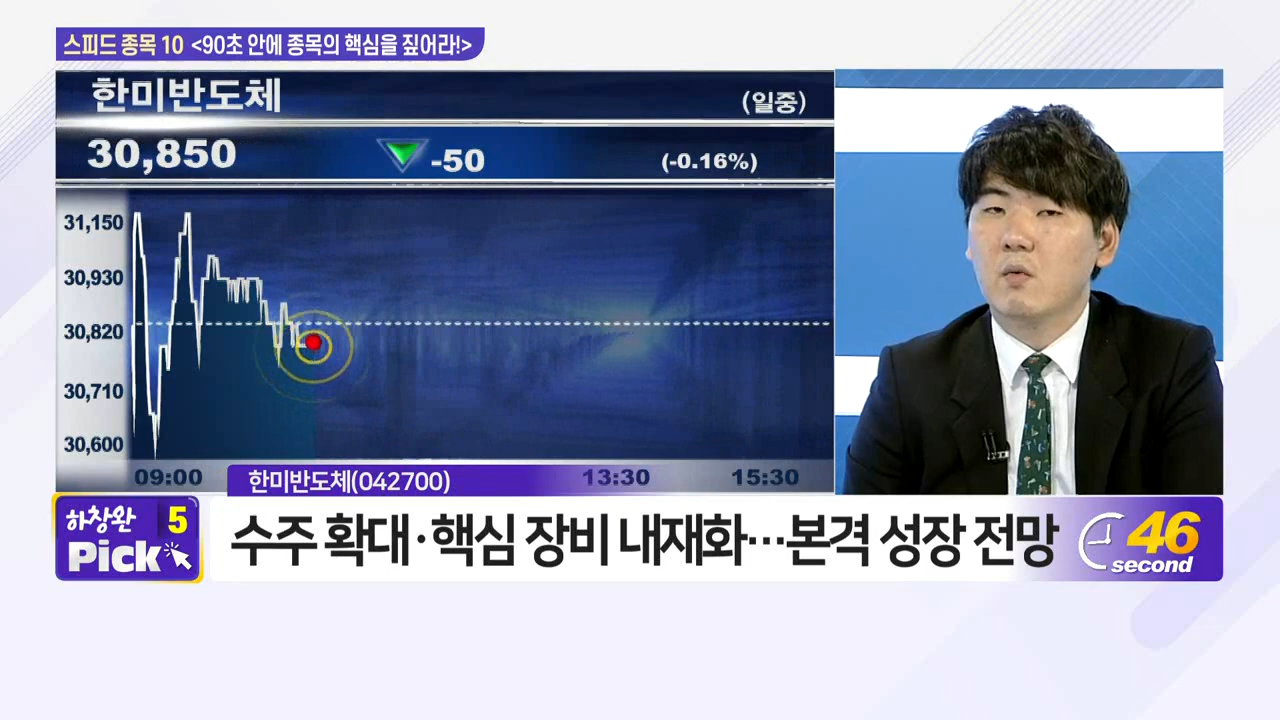 스피드 종목 10 <90초 안에 종목의 핵심을 짚어라!>
한미반도체
(일중)
30,850
-50
(-0.16%)
31,150
30,930
30,820
30,710
30,600
09:00
13:30
15:30
한미반도체(042700)
하창완 5
Pick
수주 확대·핵심 장비 내재화…본격 성장 전망
46
second